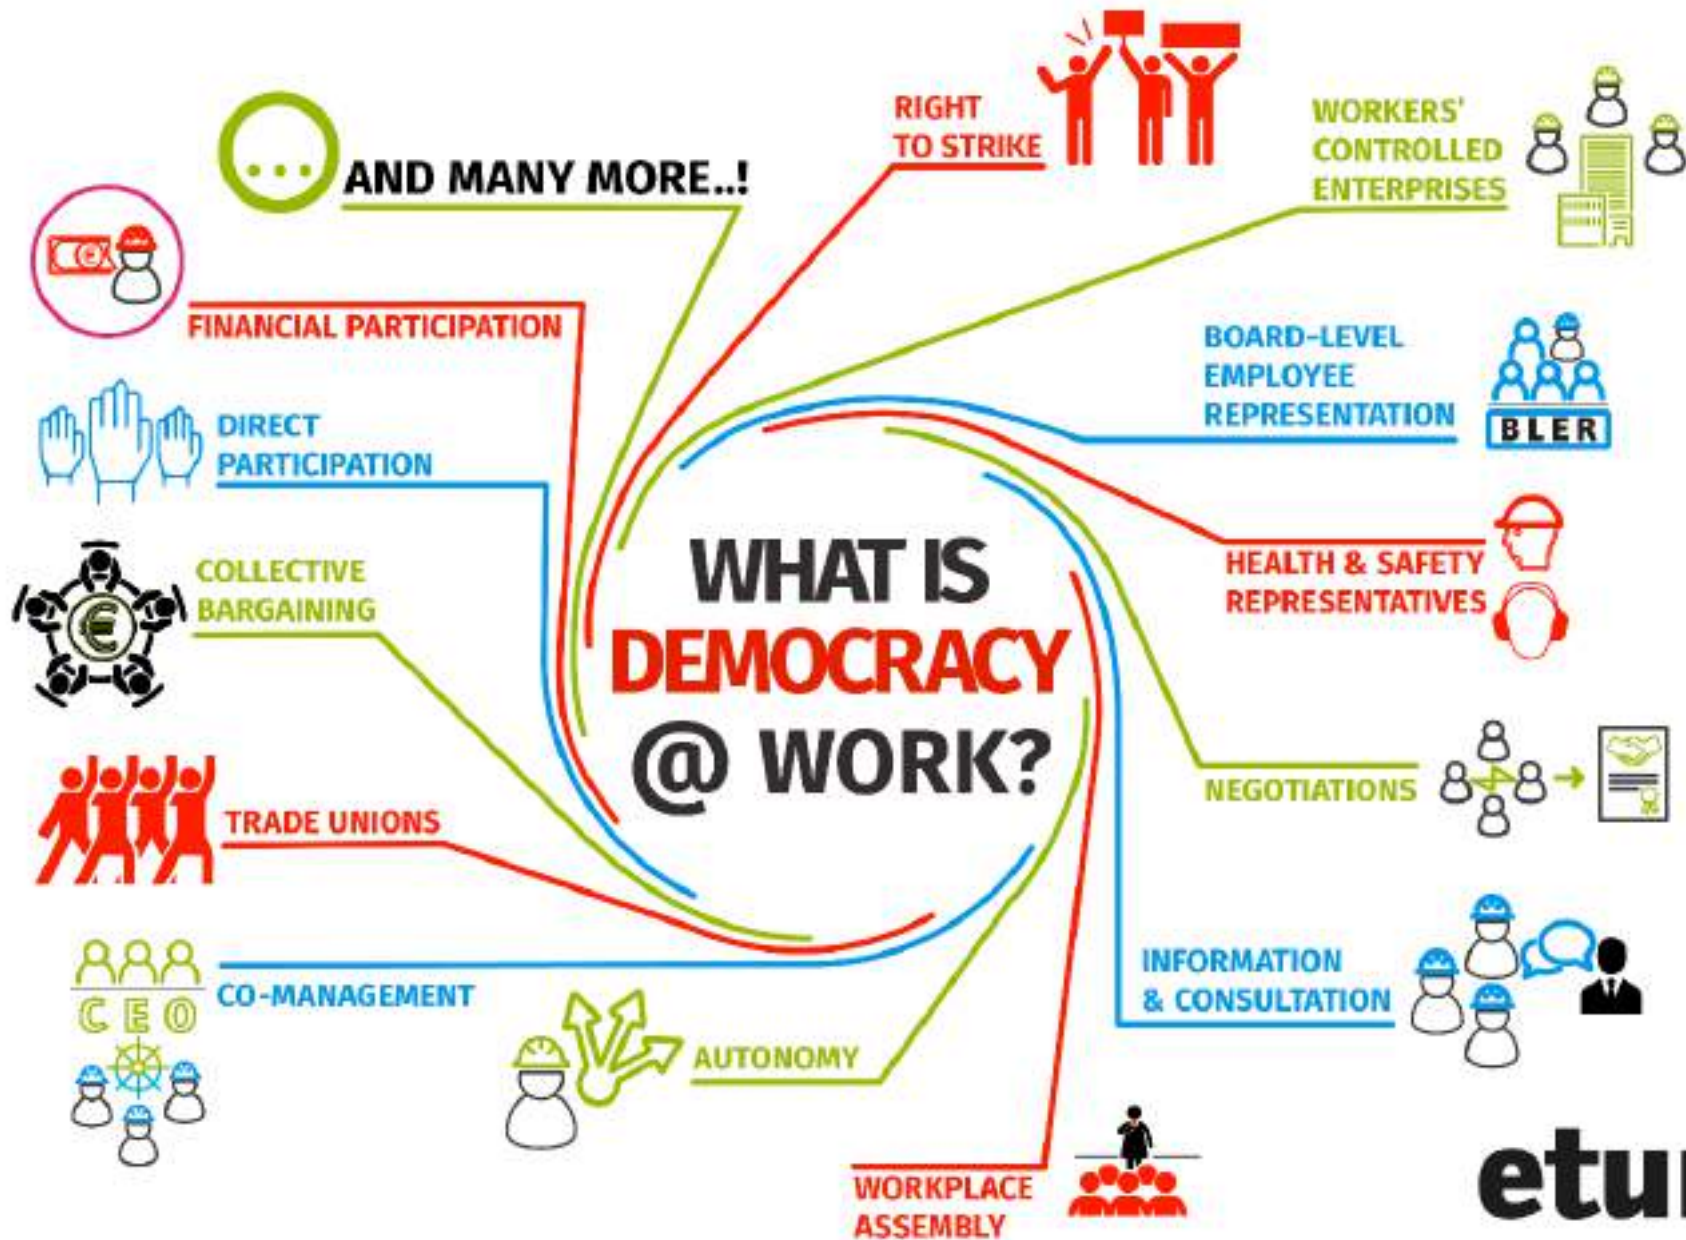 WHAT IS
DEMOCRACY
@ WORK?
RIGHT
TO STRIKE
WORKERS'
CONTROLLED
ENTERPRISES
BOARD-LEVEL
EMPLOYEE
REPRESENTATION
BLER
HEALTH & SAFETY
REPRESENTATIVES
NEGOTIATIONS
INFORMATION
& CONSULTATION
WORKPLACE
ASSEMBLY
AUTONOMY
CO-MANAGEMENT
CEO
TRADE UNIONS
COLLECTIVE
BARGAINING
€
DIRECT
PARTICIPATION
FINANCIAL PARTICIPATION
€
... AND MANY MORE..!